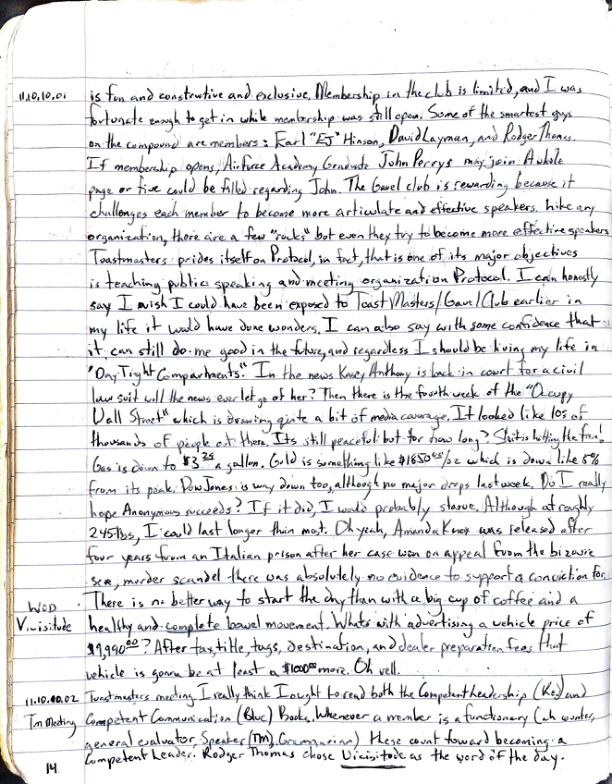 11.10.10.01 is fun and constructive and exclusive. Membership in the club is limited, and I was
fortunate enough to get in while membership was still open. Some of the smartest guys
on the compound are members: Earl "EJ" Hinson, David Layman, and Rodger Thomas.
If membership opens, Airforce Academy Graduate John Perrys may join. A whole
page or five could be filled regarding John. The Gavel club is rewarding because it
challenges each member to become more articulate and effective speakers. Like any
organization, there are a few "rocks" but even they try to become more effective speakers.
Toastmasters prides itself on Protocol, in fact, that is one of its major objectives
is teaching public speaking and meeting organization Protocol. I can honestly
say I wish I could have been exposed to ToastMasters/Gavel Club earlier in
my life it would have done wonders. I can also say with some confidence that
it can still do me good in the future, and regardless I should be living my life in
"Day Tight Compartments". In the news Kasey Anthony is back in court for a civil
law suit will the news ever let go of her? Then there is the fourth week of the "Occupy
Wall Street" which is drawing quite a bit of media coverage. It looked like 10s of
thousands of people out there. Its still peaceful but for how long? Shit is hitting the fan!
Gas is down to $3 a gallon. Gold is something like $1650.00/oz which is down like 8%
from its peak. Dow Jones is way down too, although no major drops last week. Do I really
hope Anonymous succeeds? If it did, I would probably starve. Although at roughly
245lbs, I could last longer than most. Oh yeah, Amanda Knox was released after
four years from an Italian prison after her case won on appeal from the bizarre
sex, murder scandel there was absolutely no evidence to support a conviction for.
There is no better way to start the day than with a big cup of coffee and a
WOD
Vicisitude healthy and complete bowel movement. Whats with advertising a vehicle price of
$9,990.00? After tax, title, tags, destination, and dealer preparation fees that
vehicle is gonna be at least a $1000.00 more. Oh well.
11.10.10.02 Toastmasters meeting. I really think I ought to read both the Competent Leadership (Red) and
Tm Meeting Competent Communication (Blue) Books. Whenever a member is a functionary (ah counter,
general evaluator, Speaker (TM), Grammarian) these count toward becoming a
14 Competent Leader. Rodger Thomas chose Vicisitude as the word of the day.